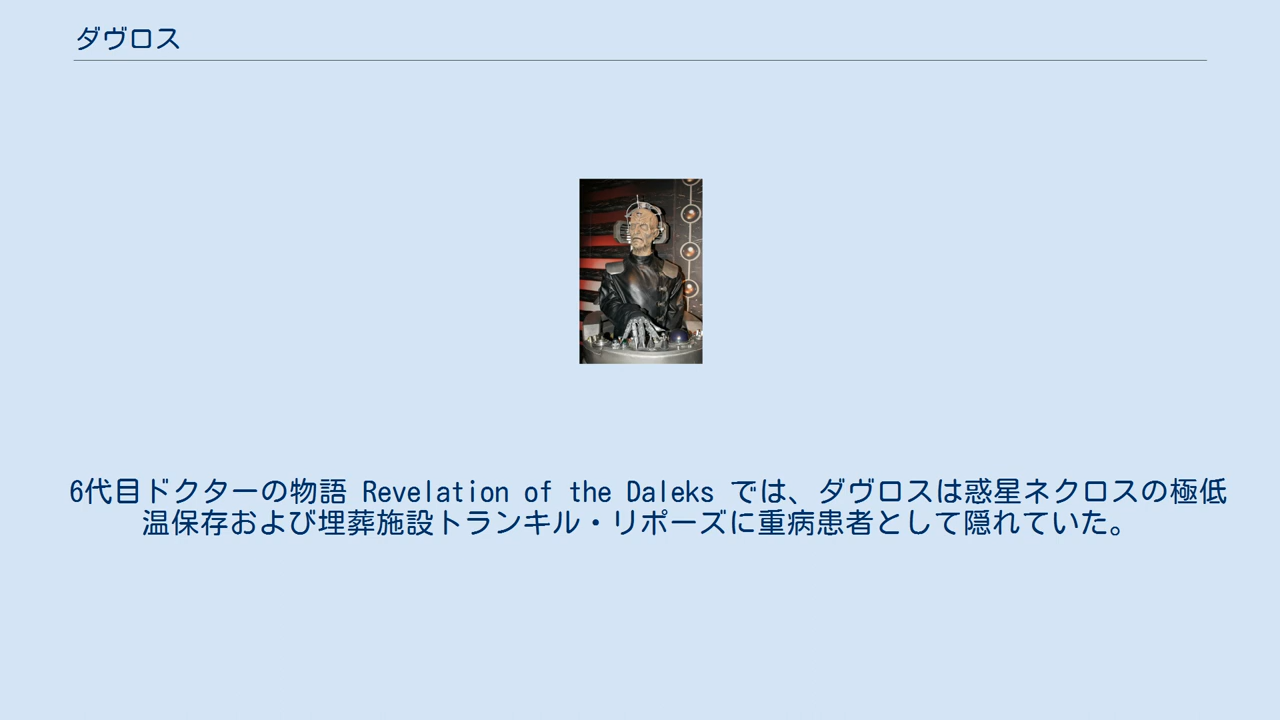 ダヴロス
6代目ドクターの物語 Revelation of the Daleks では、ダヴロスは惑星ネクロスの極低
温保存および埋葬施設トランキル・リポーズに重病患者として隠れていた。